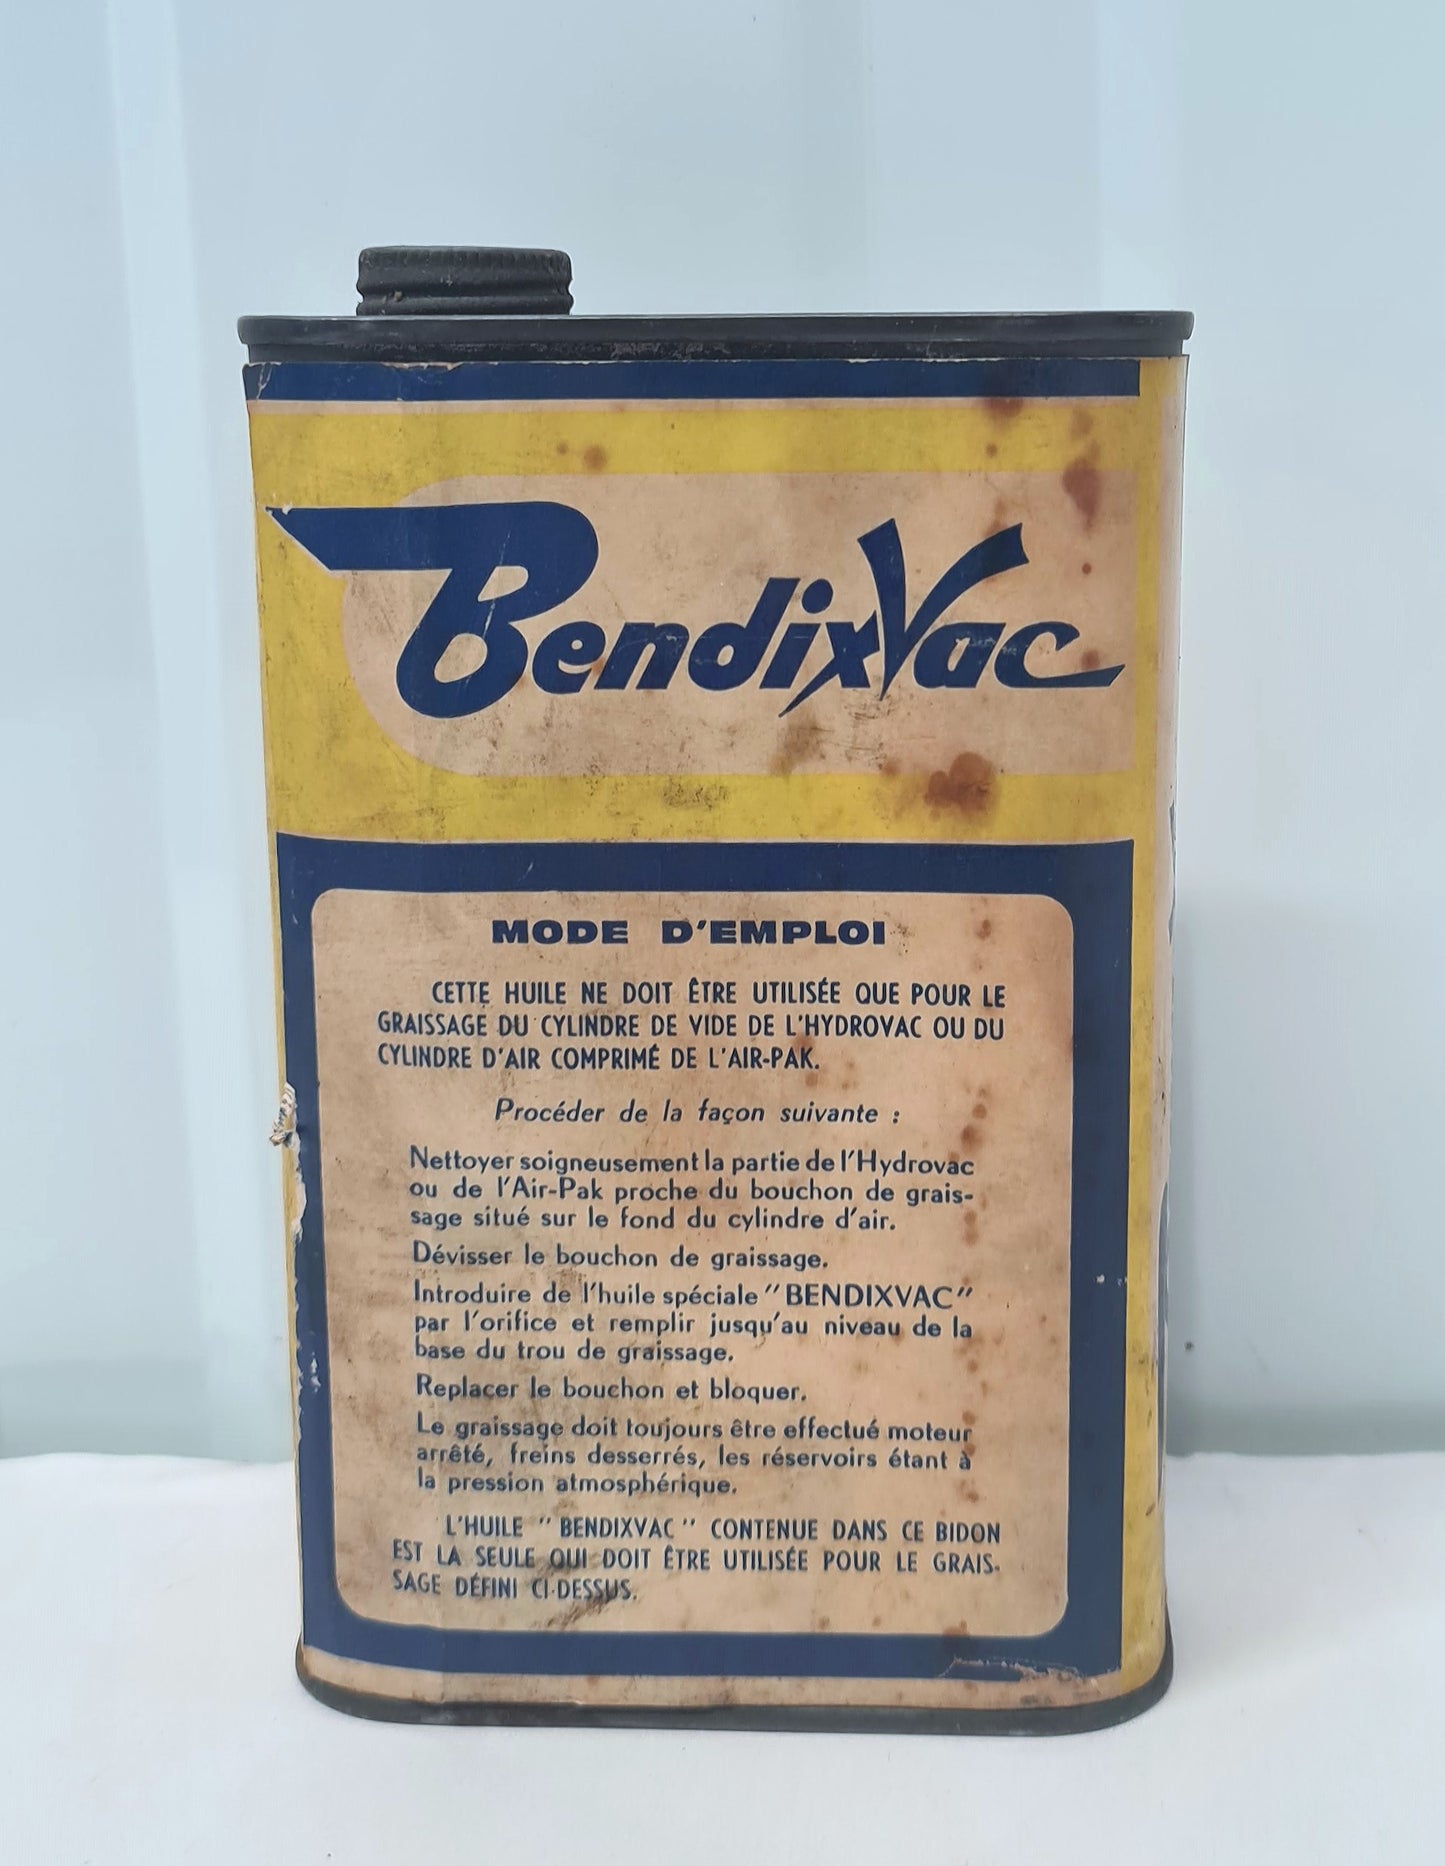 BendixVac
MODE D'EMPLOI
CETTE HUILE NE DOIT ÊTRE UTILISÉE QUE POUR LE
GRAISSAGE DU CYLINDRE DE VIDE DE L'HYDROVAC OU DU
CYLINDRE D'AIR COMPRIMÉ DE L'AIR-PAK.
Procéder de la façon suivante :
Nettoyer soigneusement la partie de l'Hydrovac
ou de l'Air-Pak proche du bouchon de grais-
sage situé sur le fond du cylindre d'air.
Dévisser le bouchon de graissage.
Introduire de l'huile spéciale "BENDIXVAC"
par l'orifice et remplir jusqu'au niveau de la
base du trou de graissage.
Replacer le bouchon et bloquer.
Le graissage doit toujours être effectué moteur
arrêté, freins desserrés, les réservoirs étant à
la pression atmosphérique.
L'HUILE "BENDIXVAC" CONTENUE DANS CE BIDON
EST LA SEULE QUI DOIT ÊTRE UTILISÉE POUR LE GRAIS-
SAGE DÉFINI CI-DESSUS.